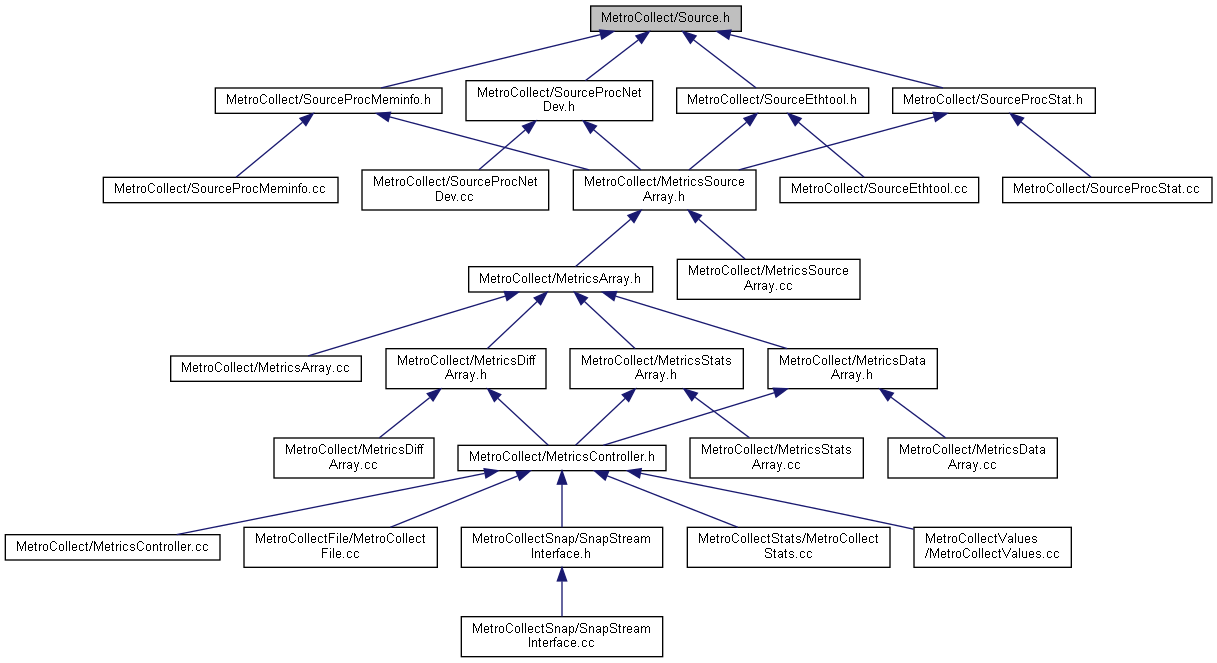 MetroCollect/Source.h
MetroCollect/SourceProcMeminfo.h
MetroCollect/SourceProcNet
Dev.h
MetroCollect/SourceEthtool.h
MetroCollect/SourceProcStat.h
MetroCollect/SourceProcMeminfo.cc
MetroCollect/SourceProcNet
Dev.cc
MetroCollect/MetricsSource
Array.h
MetroCollect/SourceEthtool.cc
MetroCollect/SourceProcStat.cc
MetroCollect/MetricsArray.h
MetroCollect/MetricsSource
Array.cc
MetroCollect/MetricsArray.cc
MetroCollect/MetricsDiff
Array.h
MetroCollect/MetricsStats
Array.h
MetroCollect/MetricsData
Array.h
MetroCollect/MetricsDiff
Array.cc
MetroCollect/MetricsController.h
MetroCollect/MetricsStats
Array.cc
MetroCollect/MetricsData
Array.cc
MetroCollect/MetricsController.cc
MetroCollectFile/MetroCollect
File.cc
MetroCollectSnap/SnapStream
Interface.h
MetroCollectStats/MetroCollect
Stats.cc
MetroCollectValues
/MetroCollectValues.cc
MetroCollectSnap/SnapStream
Interface.cc